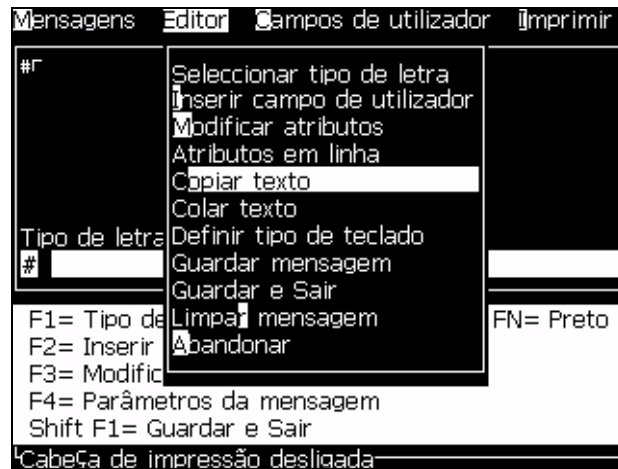 Mensagens Editor Campos de utilizador Imprimir
#Γ
Seleccionar tipo de letra
Inserir campo de utilizador
Modificar atributos
Atributos em linha
Copiar texto
Colar texto
Tipo de letra
Definir tipo de teclado
#
Guardar mensagem
Guardar e Sair
F1= Tipo de
Limpar mensagem
FN= Preto
F2= Inserir
Abandonar
F3= Modific
F4= Parâmetros da mensagem
Shift F1= Guardar e Sair
Cabeça de impressão desligada